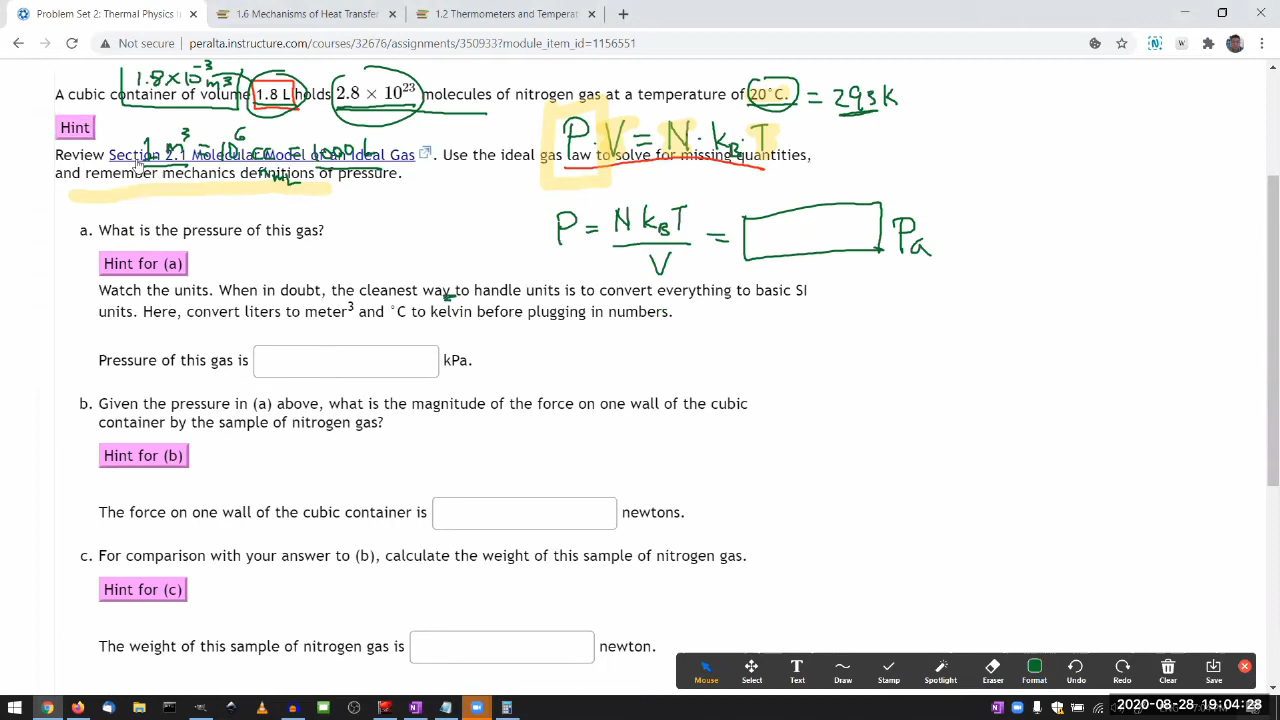 Problem Set 2: Thermal Physics I
1.6 Mechanisms of Heat Transfer
1.2 Thermometers and Temperat
Not secure | peralta.instructure.com/courses/32676/assignments/350933?module_item_id=1156551
1.8×10⁻³ m³
A cubic container of volume 1.8 L holds 2.8 × 10²³ molecules of nitrogen gas at a temperature of 20°C. = 293K
Hint
P · V = N · k_B · T
1 m³ = 10⁶ cc = 1000 L
mL
Review Section 2.1 Molecular Model of an Ideal Gas. Use the ideal gas law to solve for missing quantities,
and remember mechanics definitions of pressure.
P = N k_B T / V = Pa
a. What is the pressure of this gas?
Hint for (a)
Watch the units. When in doubt, the cleanest way to handle units is to convert everything to basic SI
units. Here, convert liters to meter³ and °C to kelvin before plugging in numbers.
Pressure of this gas is kPa.
b. Given the pressure in (a) above, what is the magnitude of the force on one wall of the cubic
container by the sample of nitrogen gas?
Hint for (b)
The force on one wall of the cubic container is newtons.
c. For comparison with your answer to (b), calculate the weight of this sample of nitrogen gas.
Hint for (c)
The weight of this sample of nitrogen gas is newton.
Mouse Select Text Draw Stamp Spotlight Eraser Format Undo Redo Clear Save
2020-08-28 19:04:28